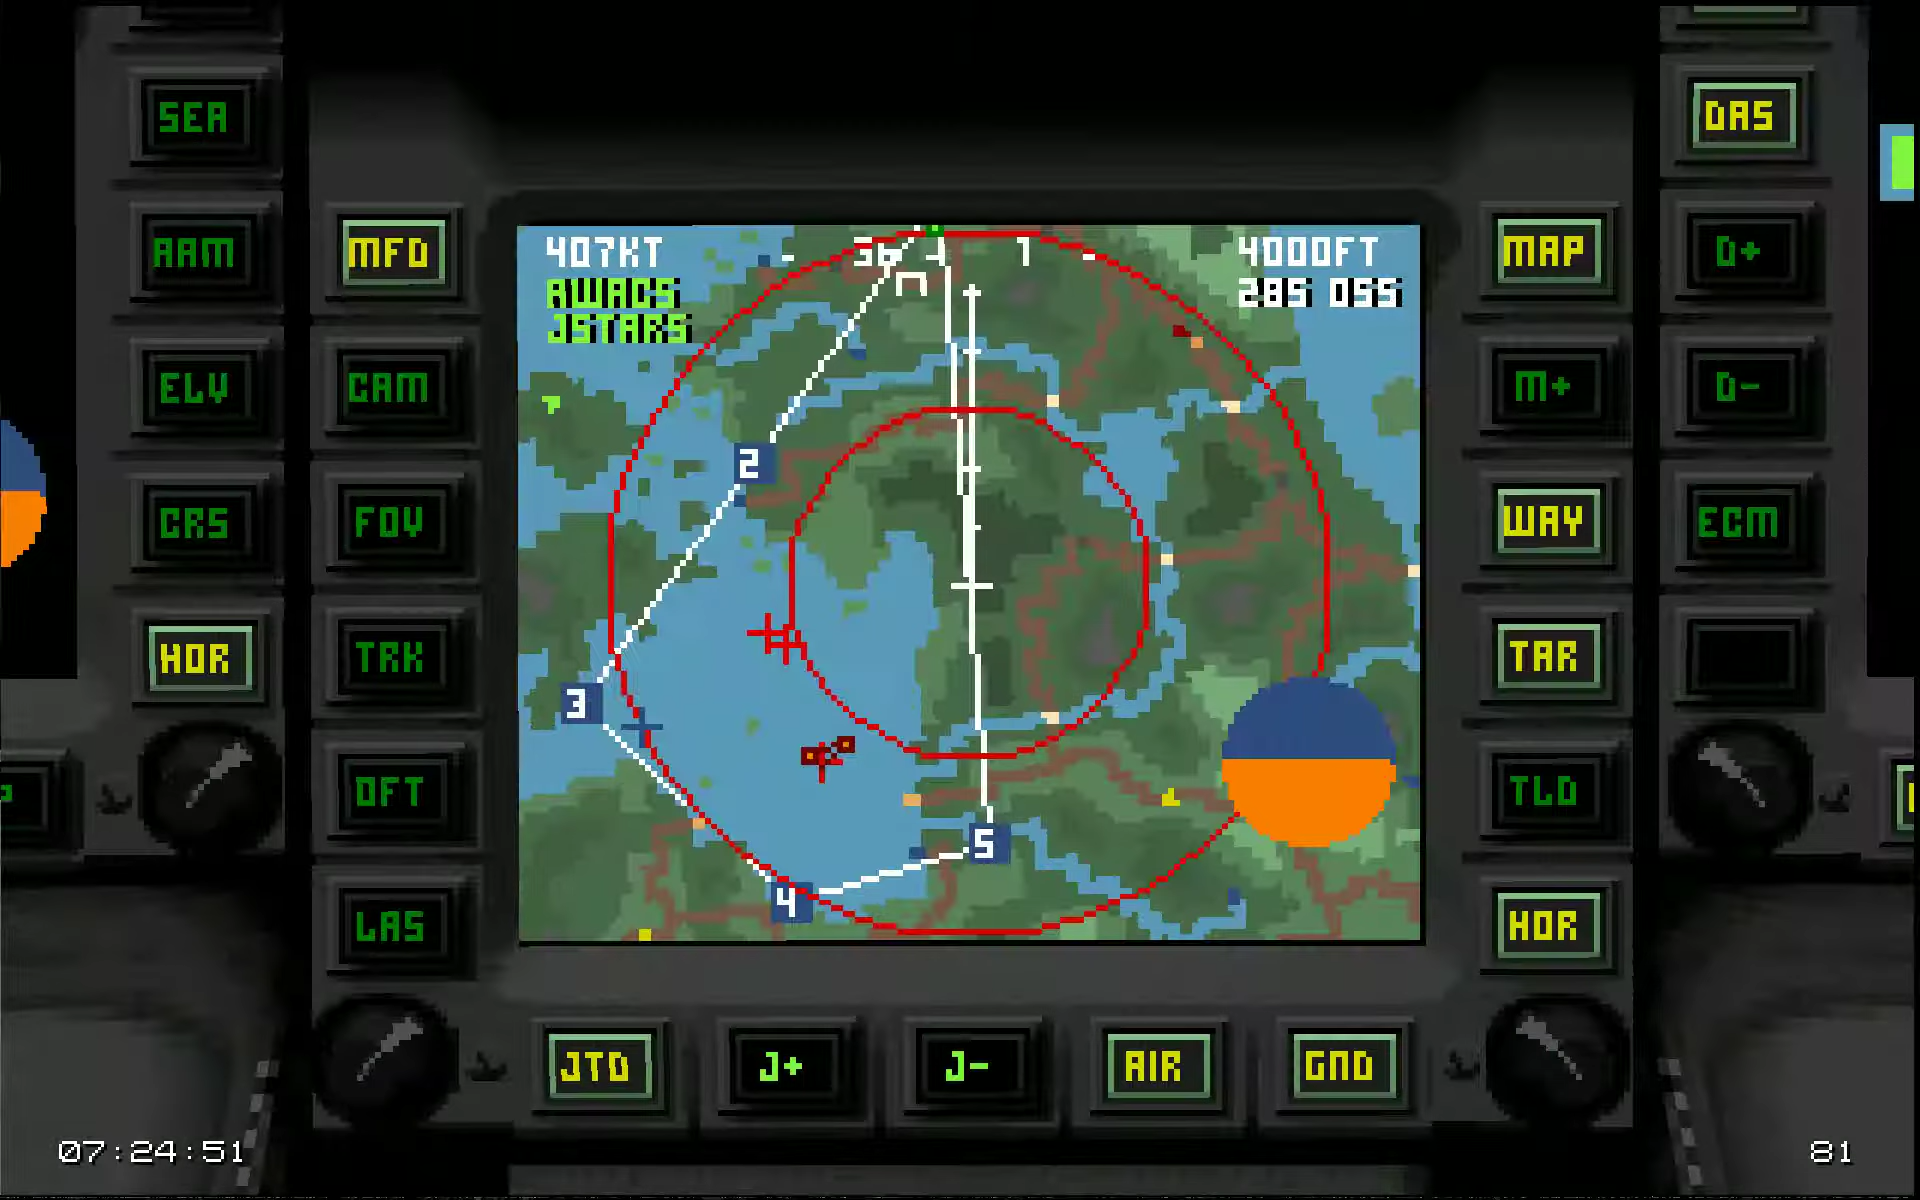 SEA
DAS
AAM
MFD
407KT
36
1
4000FT
MAP
D+
AWACS
285 055
JSTARS
ELV
CAM
M+
D-
2
CRS
FOV
WAY
ECM
HOR
TRK
3
TAR
OFT
TLD
5
4
LAS
HOR
JTD
J+
J-
AIR
GND
07:24:51
81